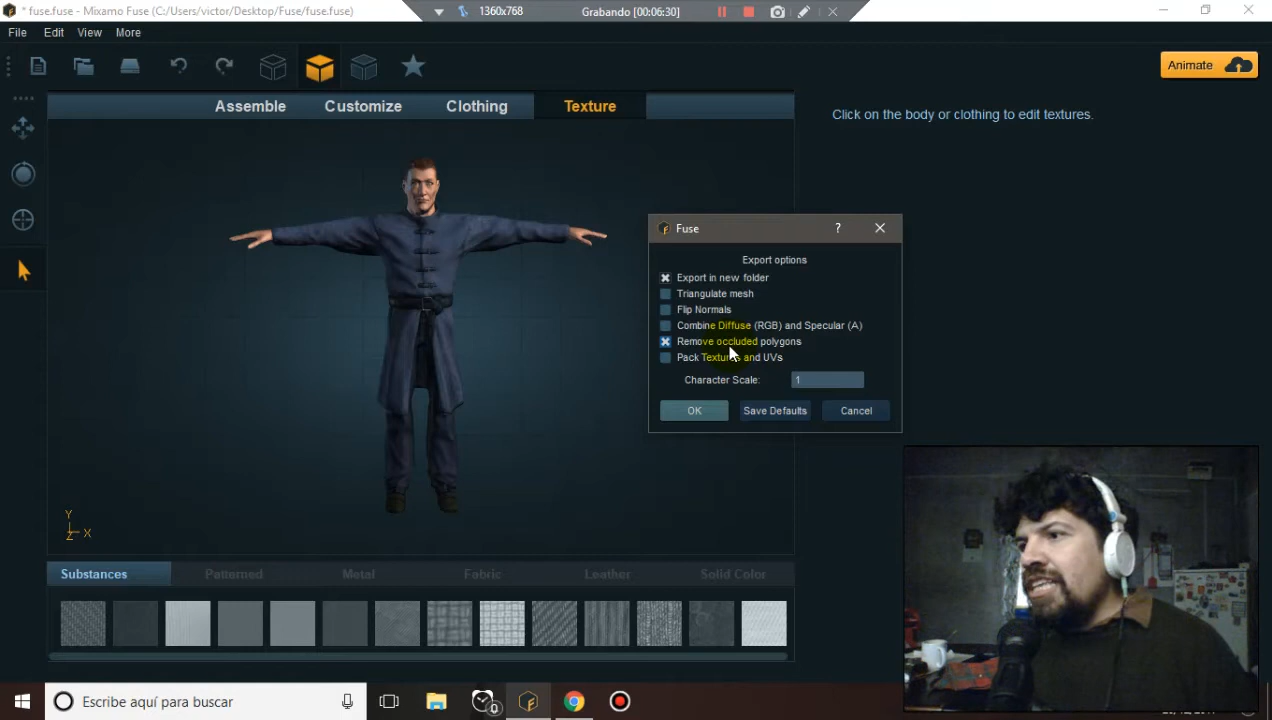 * fuse.fuse - Mixamo Fuse (C:/Users/victor/Desktop/Fuse/fuse.fuse)
1360x768
Grabando [00:06:30]
File Edit View More
Animate
Assemble Customize Clothing Texture
Click on the body or clothing to edit textures.
Fuse
?
Export options
Export in new folder
Triangulate mesh
Flip Normals
Combine Diffuse (RGB) and Specular (A)
Remove occluded polygons
Pack Textures and UVs
Character Scale: 1
OK Save Defaults Cancel
Y
Z X
Substances Patterned Metal Fabric Leather Solid Color
Escribe aquí para buscar